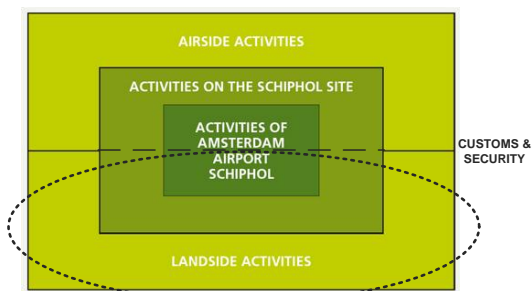 AIRSIDE ACTIVITIES
ACTIVITIES ON THE SCHIPHOL SITE
ACTIVITIES OF
AMSTERDAM
AIRPORT
SCHIPHOL
CUSTOMS &
SECURITY
LANDSIDE ACTIVITIES